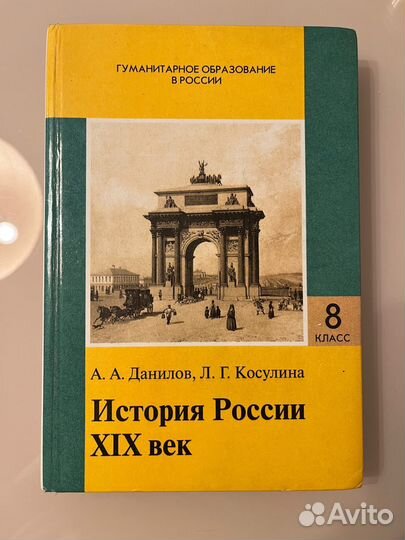 ГУМАНИТАРНОЕ ОБРАЗОВАНИЕ
В РОССИИ
8
КЛАСС
А. А. Данилов, Л. Г. Косулина
История России
XIX век
Avito